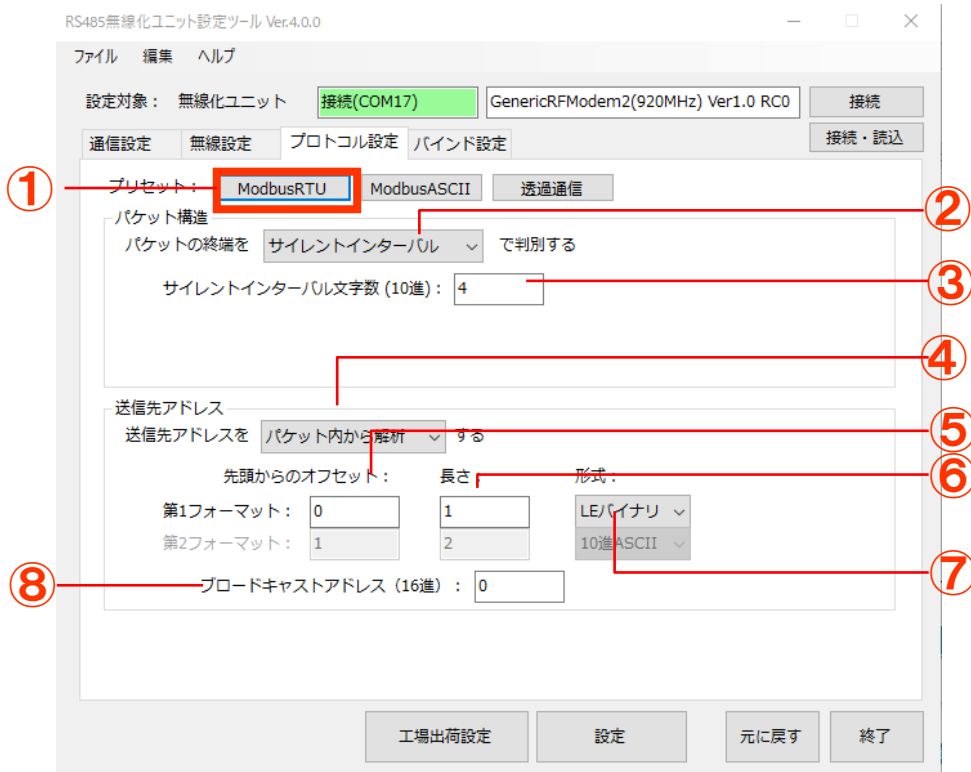 RS485無線化ユニット設定ツール Ver.4.0.0
ファイル 編集 ヘルプ
設定対象： 無線化ユニット 接続(COM17) GenericRFModem2(920MHz) Ver1.0 RC0 接続
通信設定 無線設定 プロトコル設定 バインド設定 接続・読込
① プリセット： ModbusRTU ModbusASCII 透過通信
パケット構造 ②
パケットの終端を サイレントインターバル で判別する
サイレントインターバル文字数 (10進)： 4 ③
④
送信先アドレス
送信先アドレスを パケット内から解析 する ⑤
先頭からのオフセット： 長さ： 形式： ⑥
第1フォーマット： 0 1 LEバイナリ
第2フォーマット： 1 2 10進ASCII
⑦
⑧ ブロードキャストアドレス（16進）： 0
工場出荷設定 設定 元に戻す 終了